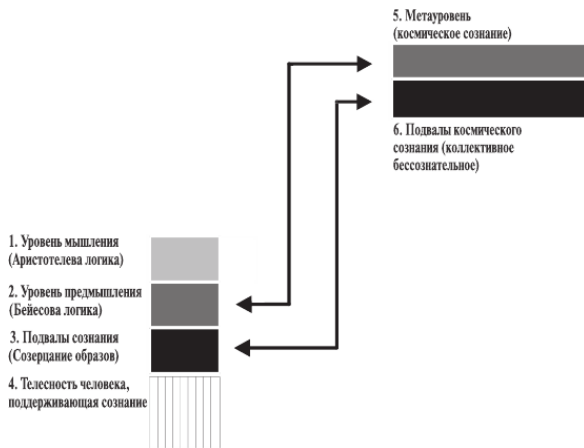 5. Метауровень
(космическое сознание)
6. Подвалы космического
сознания (коллективное
бессознательное)
1. Уровень мышления
(Аристотелева логика)
2. Уровень предмышления
(Бейесова логика)
3. Подвалы сознания
(Созерцание образов)
4. Телесность человека,
поддерживающая сознание